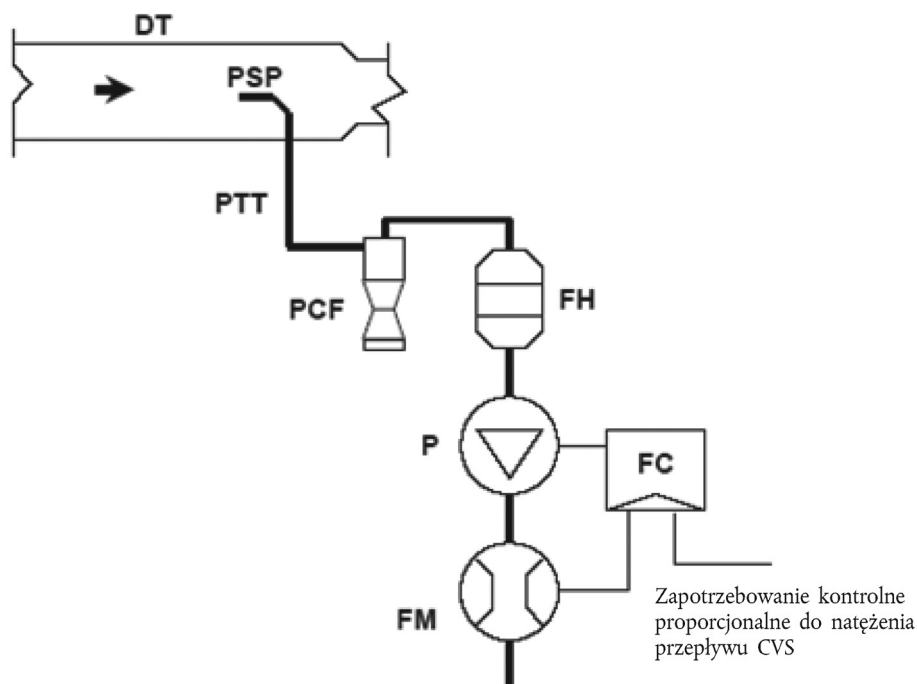 DT
PSP
PTT
PCF
FH
P
FC
FM
Zapotrzebowanie kontrolne
proporcjonalne do natężenia
przepływu CVS